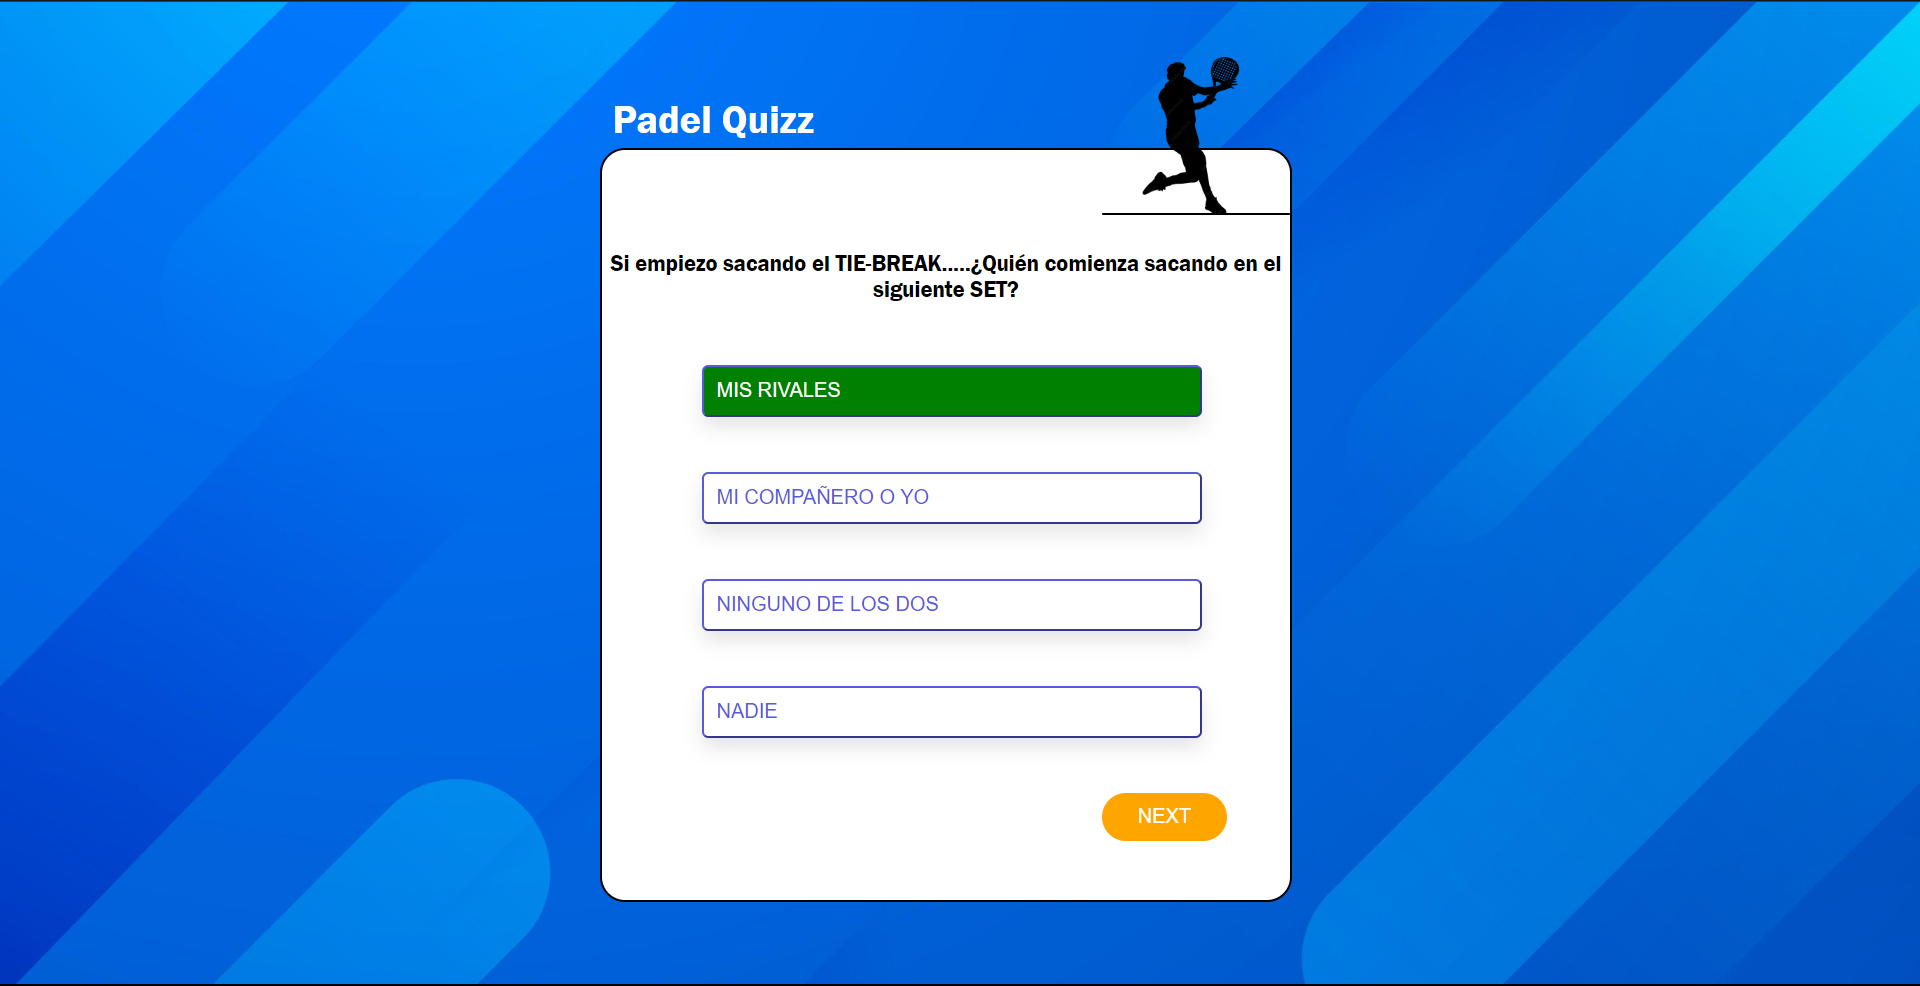 Padel Quizz
Si empiezo sacando el TIE-BREAK.....¿Quién comienza sacando en el
siguiente SET?
MIS RIVALES
MI COMPAÑERO O YO
NINGUNO DE LOS DOS
NADIE
NEXT